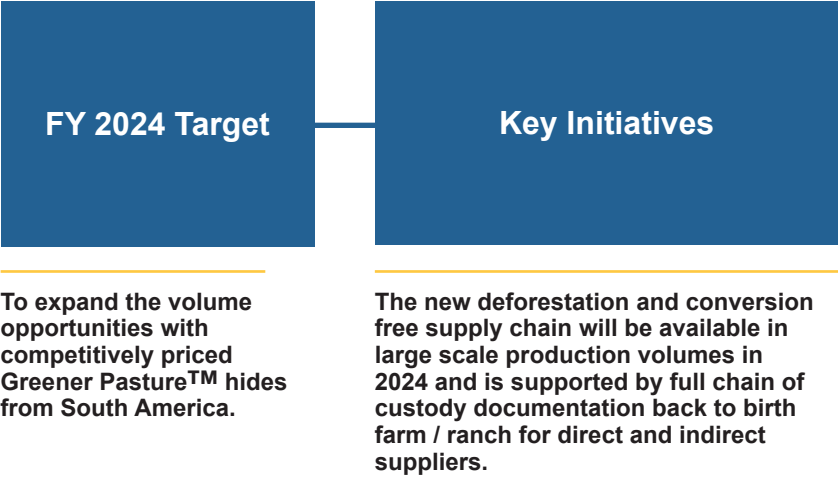 FY 2024 Target
Key Initiatives
To expand the volume
opportunities with
competitively priced
Greener Pasture™ hides
from South America.
The new deforestation and conversion
free supply chain will be available in
large scale production volumes in
2024 and is supported by full chain of
custody documentation back to birth
farm / ranch for direct and indirect
suppliers.